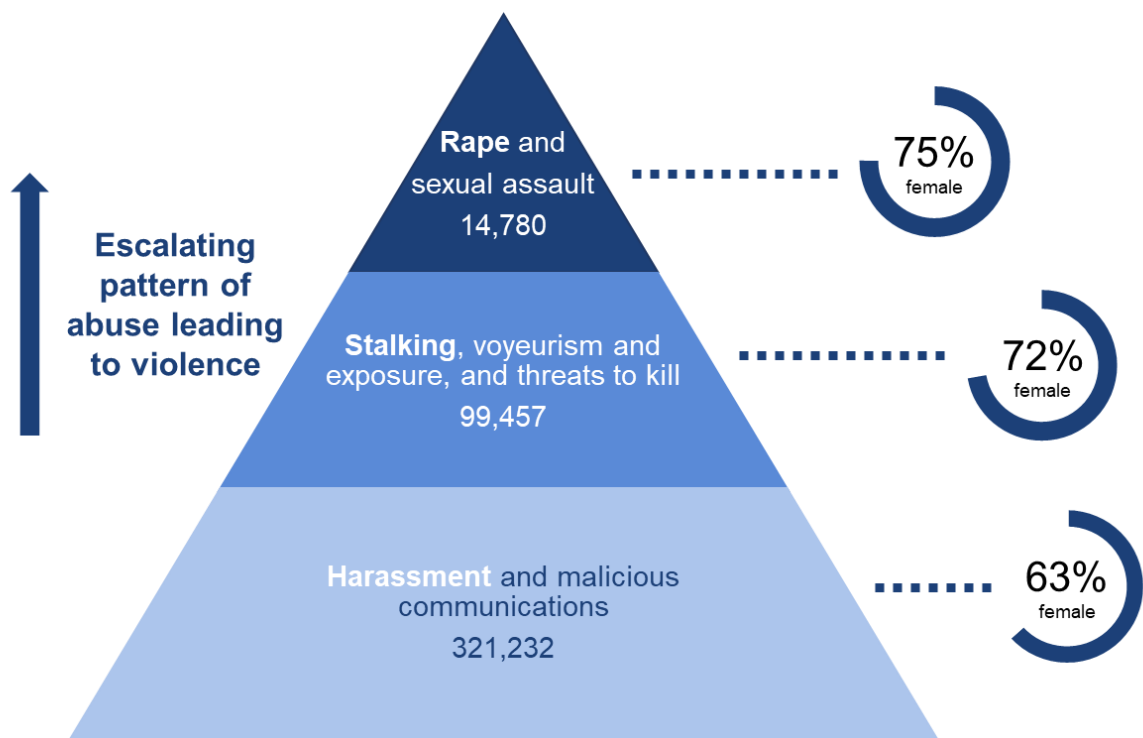 Rape and
sexual assault
14,780
75%
female
Escalating
pattern of
abuse leading
to violence
Stalking, voyeurism and
exposure, and threats to kill
99,457
72%
female
Harassment and malicious
communications
321,232
63%
female